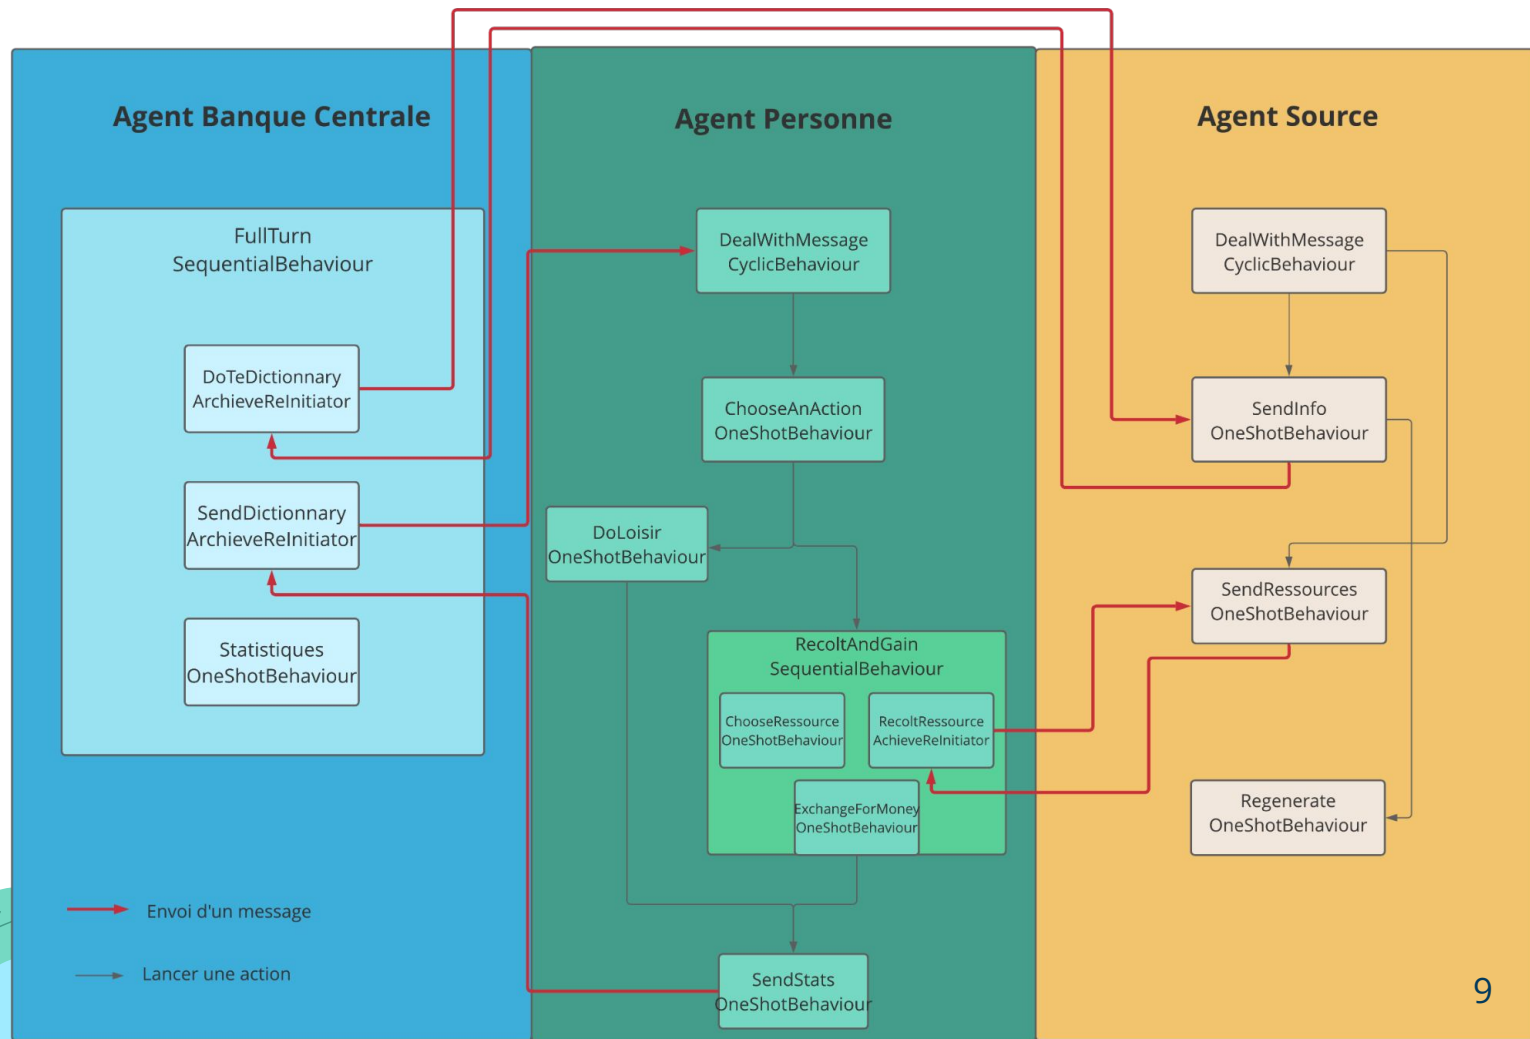 Agent Banque Centrale
FullTurn
SequentialBehaviour
DoTeDictionnary
ArchieveReInitiator
SendDictionnary
ArchieveReInitiator
Statistiques
OneShotBehaviour
Envoi d'un message
Lancer une action
Agent Personne
DealWithMessage
CyclicBehaviour
ChooseAnAction
OneShotBehaviour
DoLoisir
OneShotBehaviour
RecoltAndGain
SequentialBehaviour
ChooseRessource
OneShotBehaviour
RecoltRessource
AchieveReInitiator
ExchangeForMoney
OneShotBehaviour
SendStats
OneShotBehaviour
Agent Source
DealWithMessage
CyclicBehaviour
SendInfo
OneShotBehaviour
SendRessources
OneShotBehaviour
Regenerate
OneShotBehaviour
9